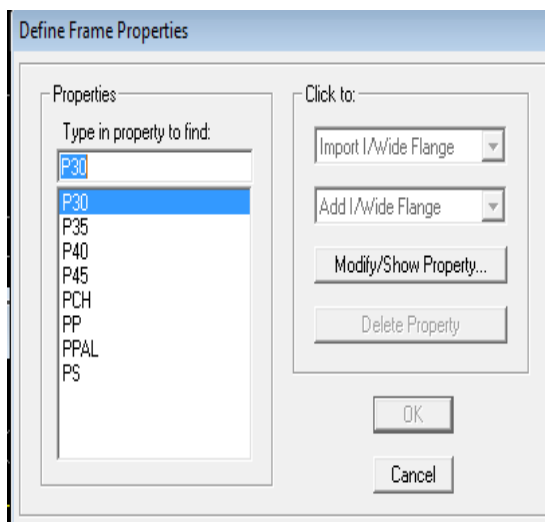 Define Frame Properties
Properties
Type in property to find:
P30
P30
P35
P40
P45
PCH
PP
PPAL
PS
Click to:
Import I/Wide Flange
Add I/Wide Flange
Modify/Show Property...
Delete Property
OK
Cancel